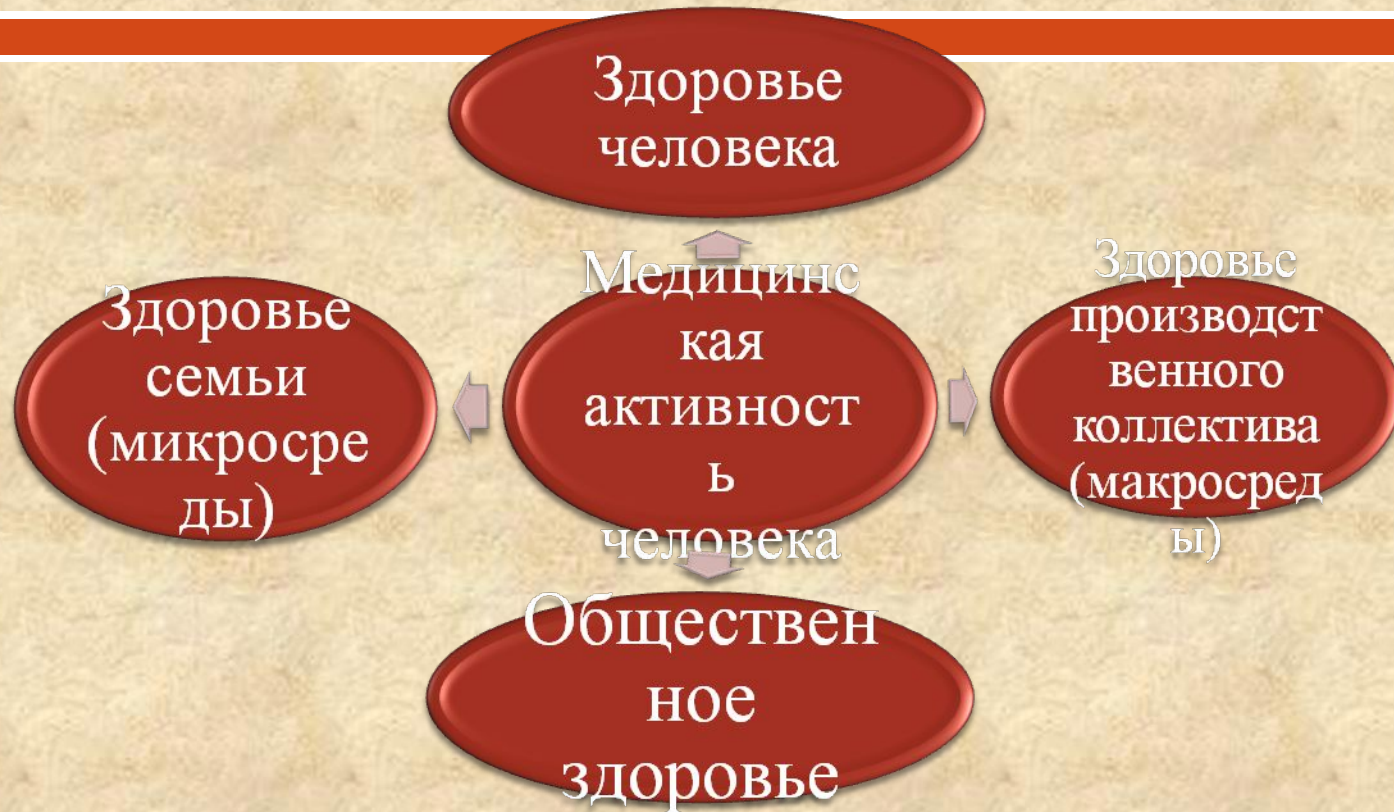 Здоровье
человека
Здоровье
семьи
(микросре
ды)
Медицинс
кая
активност
ь
человека
Здоровье
производст
венного
коллектива
(макросред
ы)
Обществен
ное
здоровье